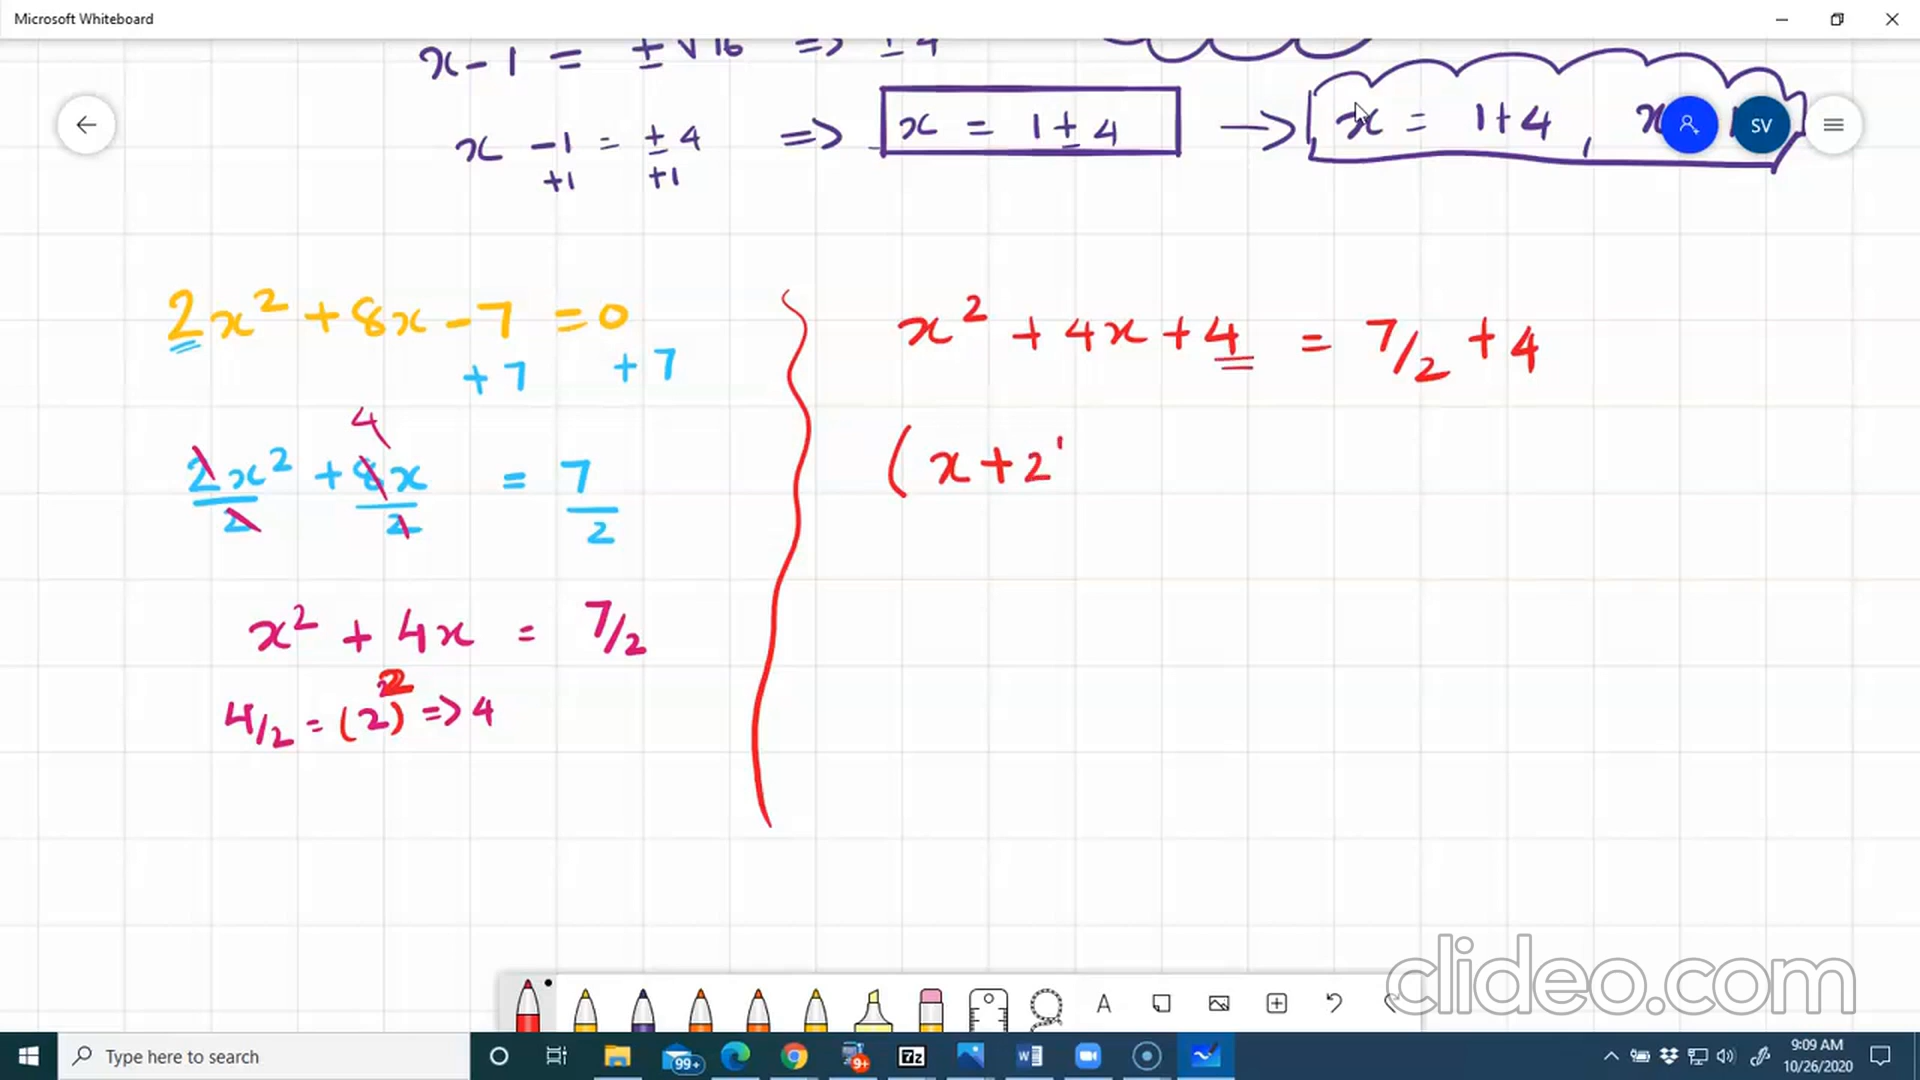 Microsoft Whiteboard
x - 1 = ± √16 => ± 4
x -1 = ± 4 => x = 1 ± 4 -> x = 1+4 , x
+1 +1
SV
2x² + 8x - 7 = 0
+ 7 + 7
4
2x²/2 + 8x/2 = 7/2
x² + 4x = 7/2
4/2 = (2)² => 4
x² + 4x + 4 = 7/2 + 4
(x + 2
clideo.com
A
Type here to search
99+
9+
7z
9:09 AM
10/26/2020